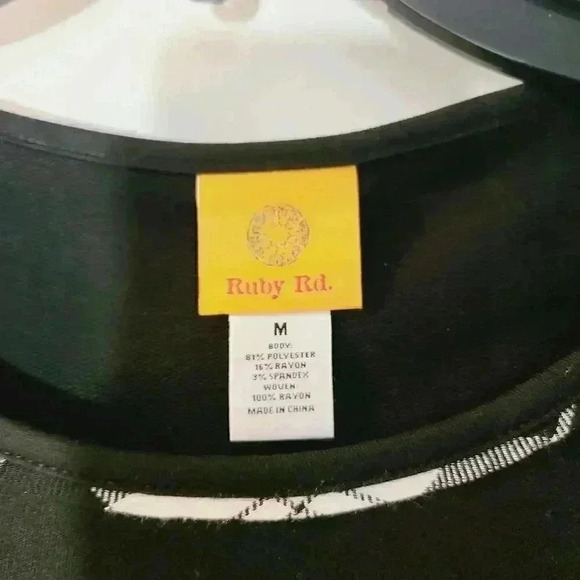 Ruby Rd.
M
BODY:
81% POLYESTER
16% RAYON
3% SPANDEX
WOVEN:
100% RAYON
MADE IN CHINA